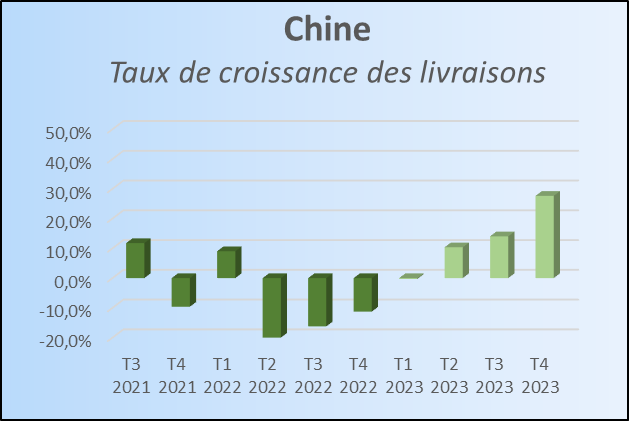 Chine
Taux de croissance des livraisons
50,0%
40,0%
30,0%
20,0%
10,0%
0,0%
-10,0%
-20,0%
T3 T4 T1 T2 T3 T4 T1 T2 T3 T4
2021 2021 2022 2022 2022 2022 2023 2023 2023 2023